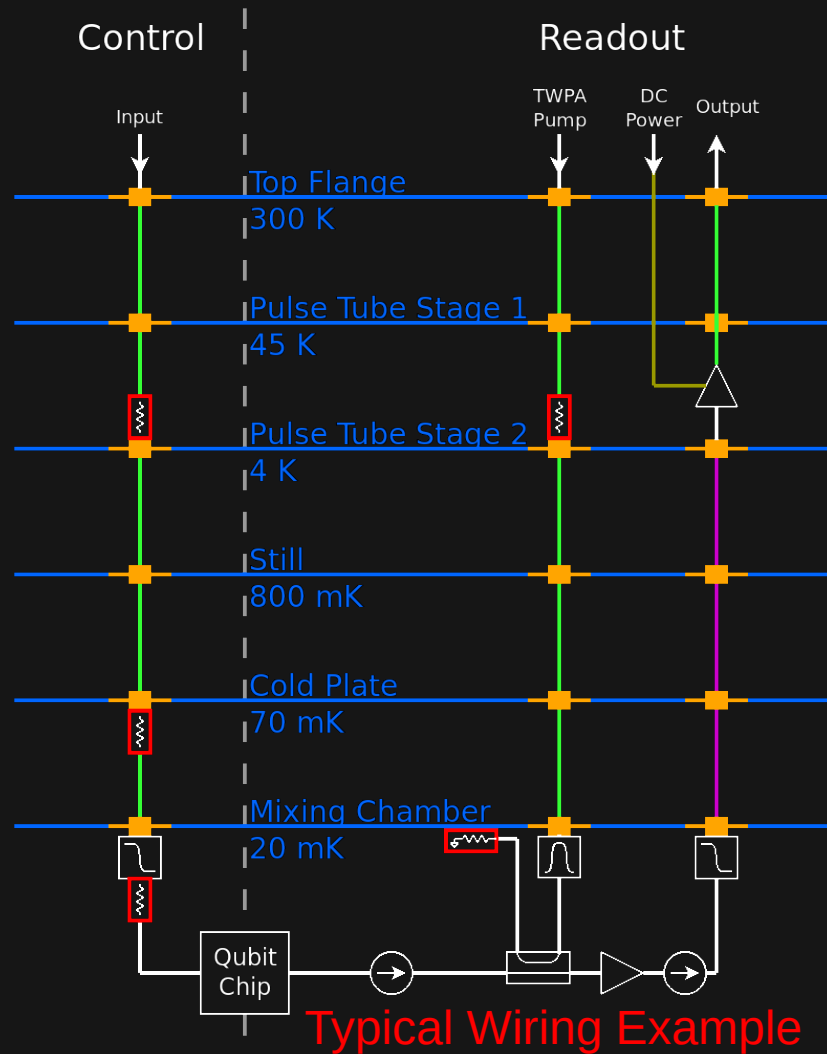 Control
Readout
Input
TWPA
Pump
DC
Power
Output
Top Flange
300 K
Pulse Tube Stage 1
45 K
Pulse Tube Stage 2
4 K
Still
800 mK
Cold Plate
70 mK
Mixing Chamber
20 mK
Qubit
Chip
Typical Wiring Example